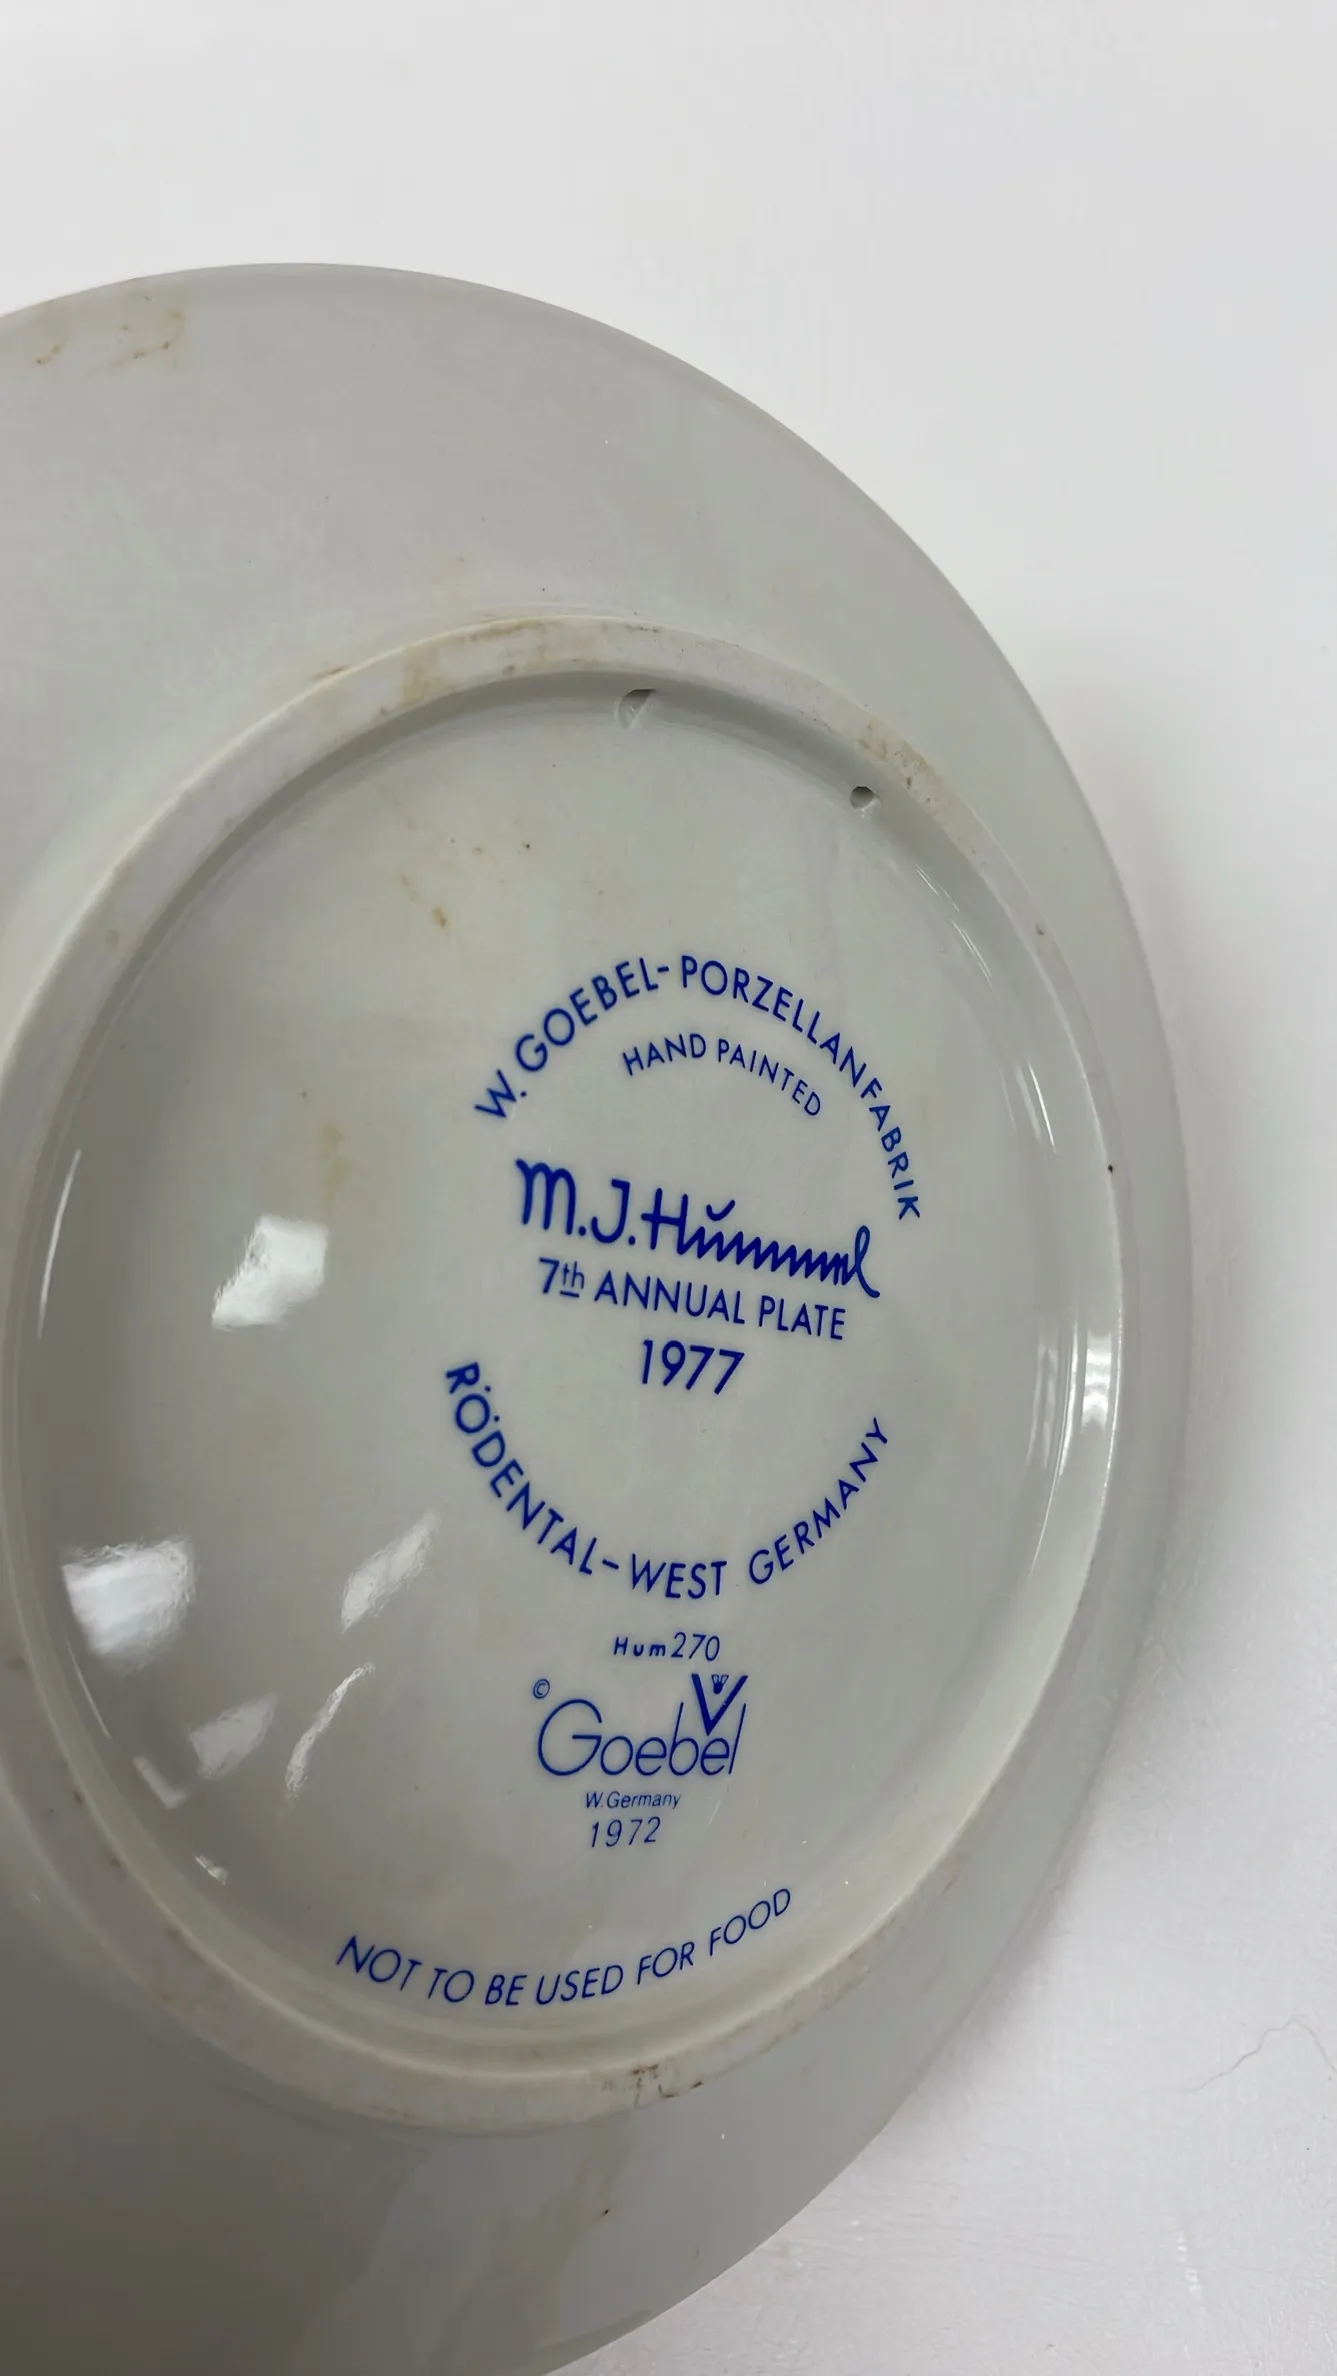 W. GOEBEL-PORZELLANFABRIK
HAND PAINTED
M.J.Hŭmmel
7th ANNUAL PLATE
1977
RÖDENTAL-WEST GERMANY
Hum 270
© Goebel
W. Germany
1972
NOT TO BE USED FOR FOOD